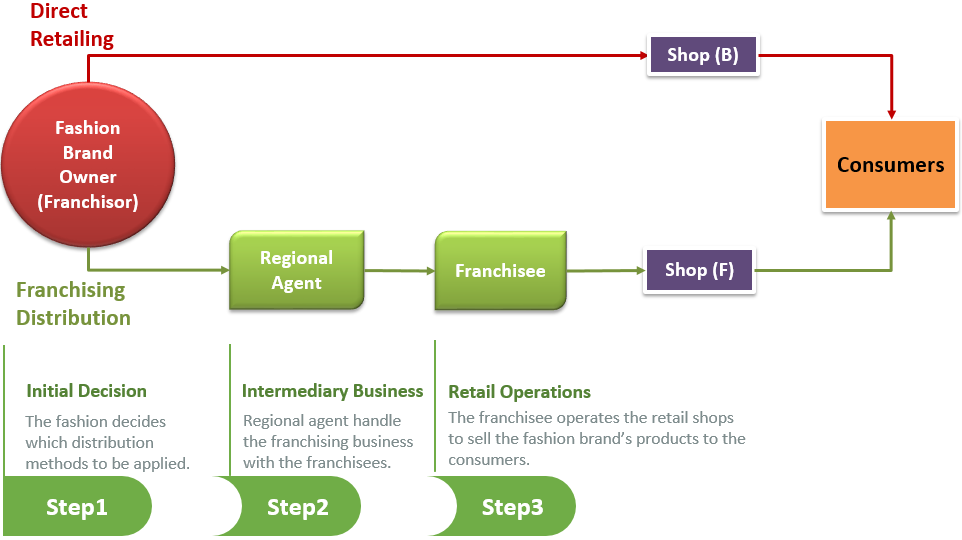 Direct
Retailing
Shop (B)
Fashion
Brand
Owner
(Franchisor)
Consumers
Regional
Agent
Franchisee
Shop (F)
Franchising
Distribution
Initial Decision
The fashion decides
which distribution
methods to be applied.
Intermediary Business
Regional agent handle
the franchising business
with the franchisees.
Retail Operations
The franchisee operates the retail shops
to sell the fashion brand’s products to the
consumers.
Step1
Step2
Step3